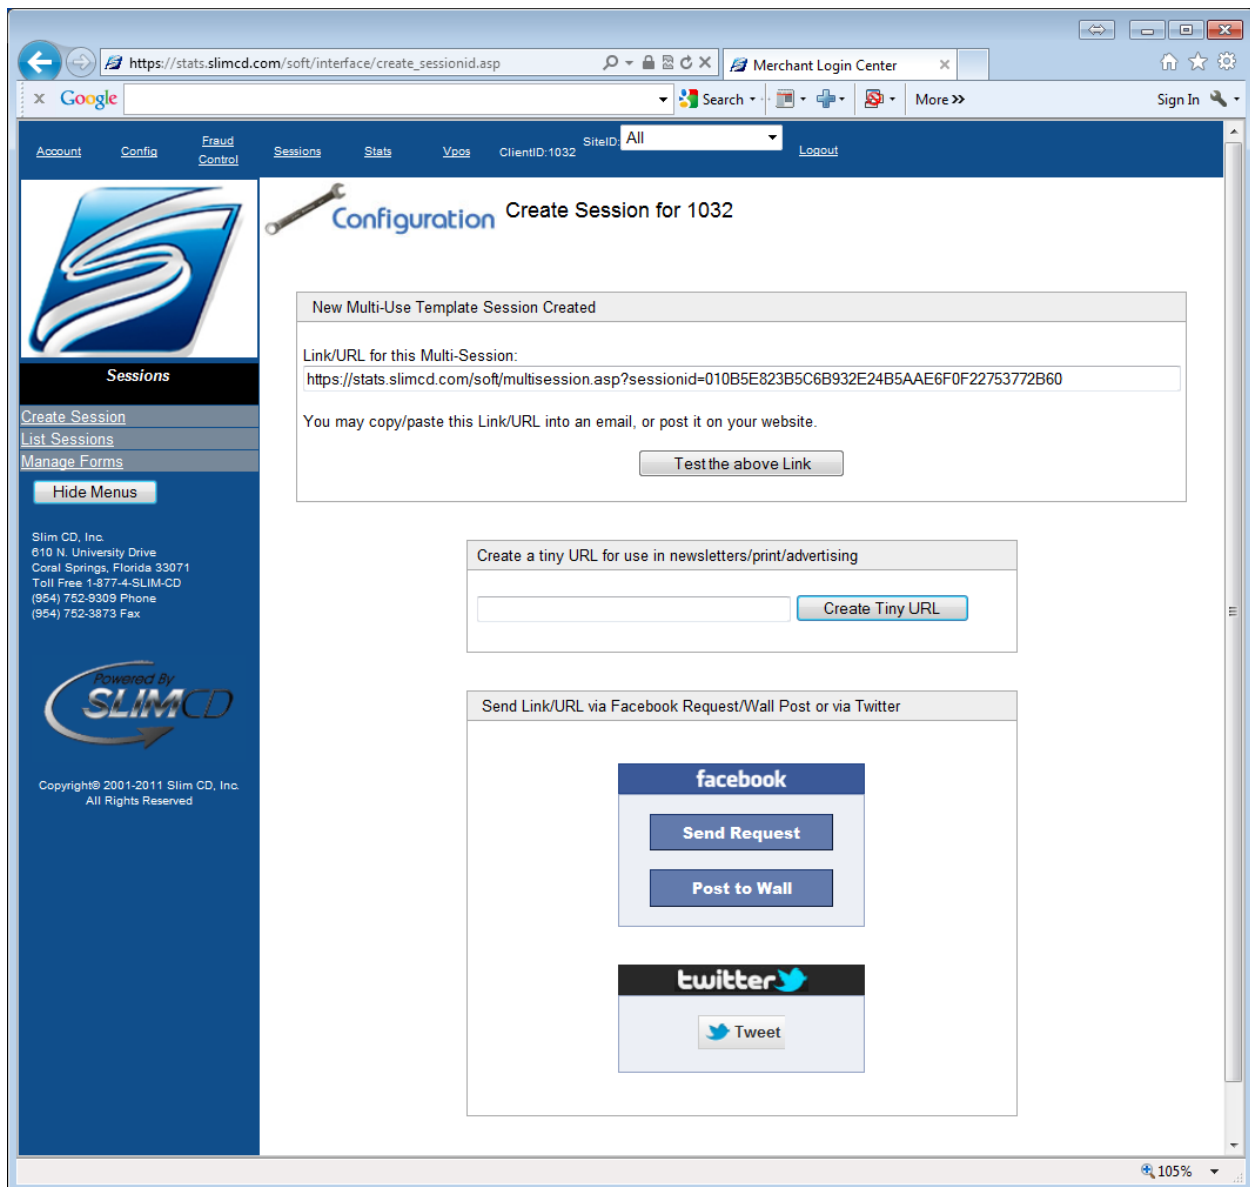 https://stats.slimcd.com/soft/interface/create_sessionid.asp
Merchant Login Center
x Google
Search
More »
Sign In
Account
Config
Fraud Control
Sessions
Stats
Vpos
ClientID:1032
SiteID:
All
Logout
Configuration
Create Session for 1032
Sessions
Create Session
List Sessions
Manage Forms
Hide Menus
Slim CD, Inc.
610 N. University Drive
Coral Springs, Florida 33071
Toll Free 1-877-4-SLIM-CD
(954) 752-9309 Phone
(954) 752-3873 Fax
Powered By
SLIMCD
Copyright© 2001-2011 Slim CD, Inc.
All Rights Reserved
New Multi-Use Template Session Created
Link/URL for this Multi-Session:
https://stats.slimcd.com/soft/multisession.asp?sessionid=010B5E823B5C6B932E24B5AAE6F0F22753772B60
You may copy/paste this Link/URL into an email, or post it on your website.
Test the above Link
Create a tiny URL for use in newsletters/print/advertising
Create Tiny URL
Send Link/URL via Facebook Request/Wall Post or via Twitter
facebook
Send Request
Post to Wall
twitter
Tweet
105%